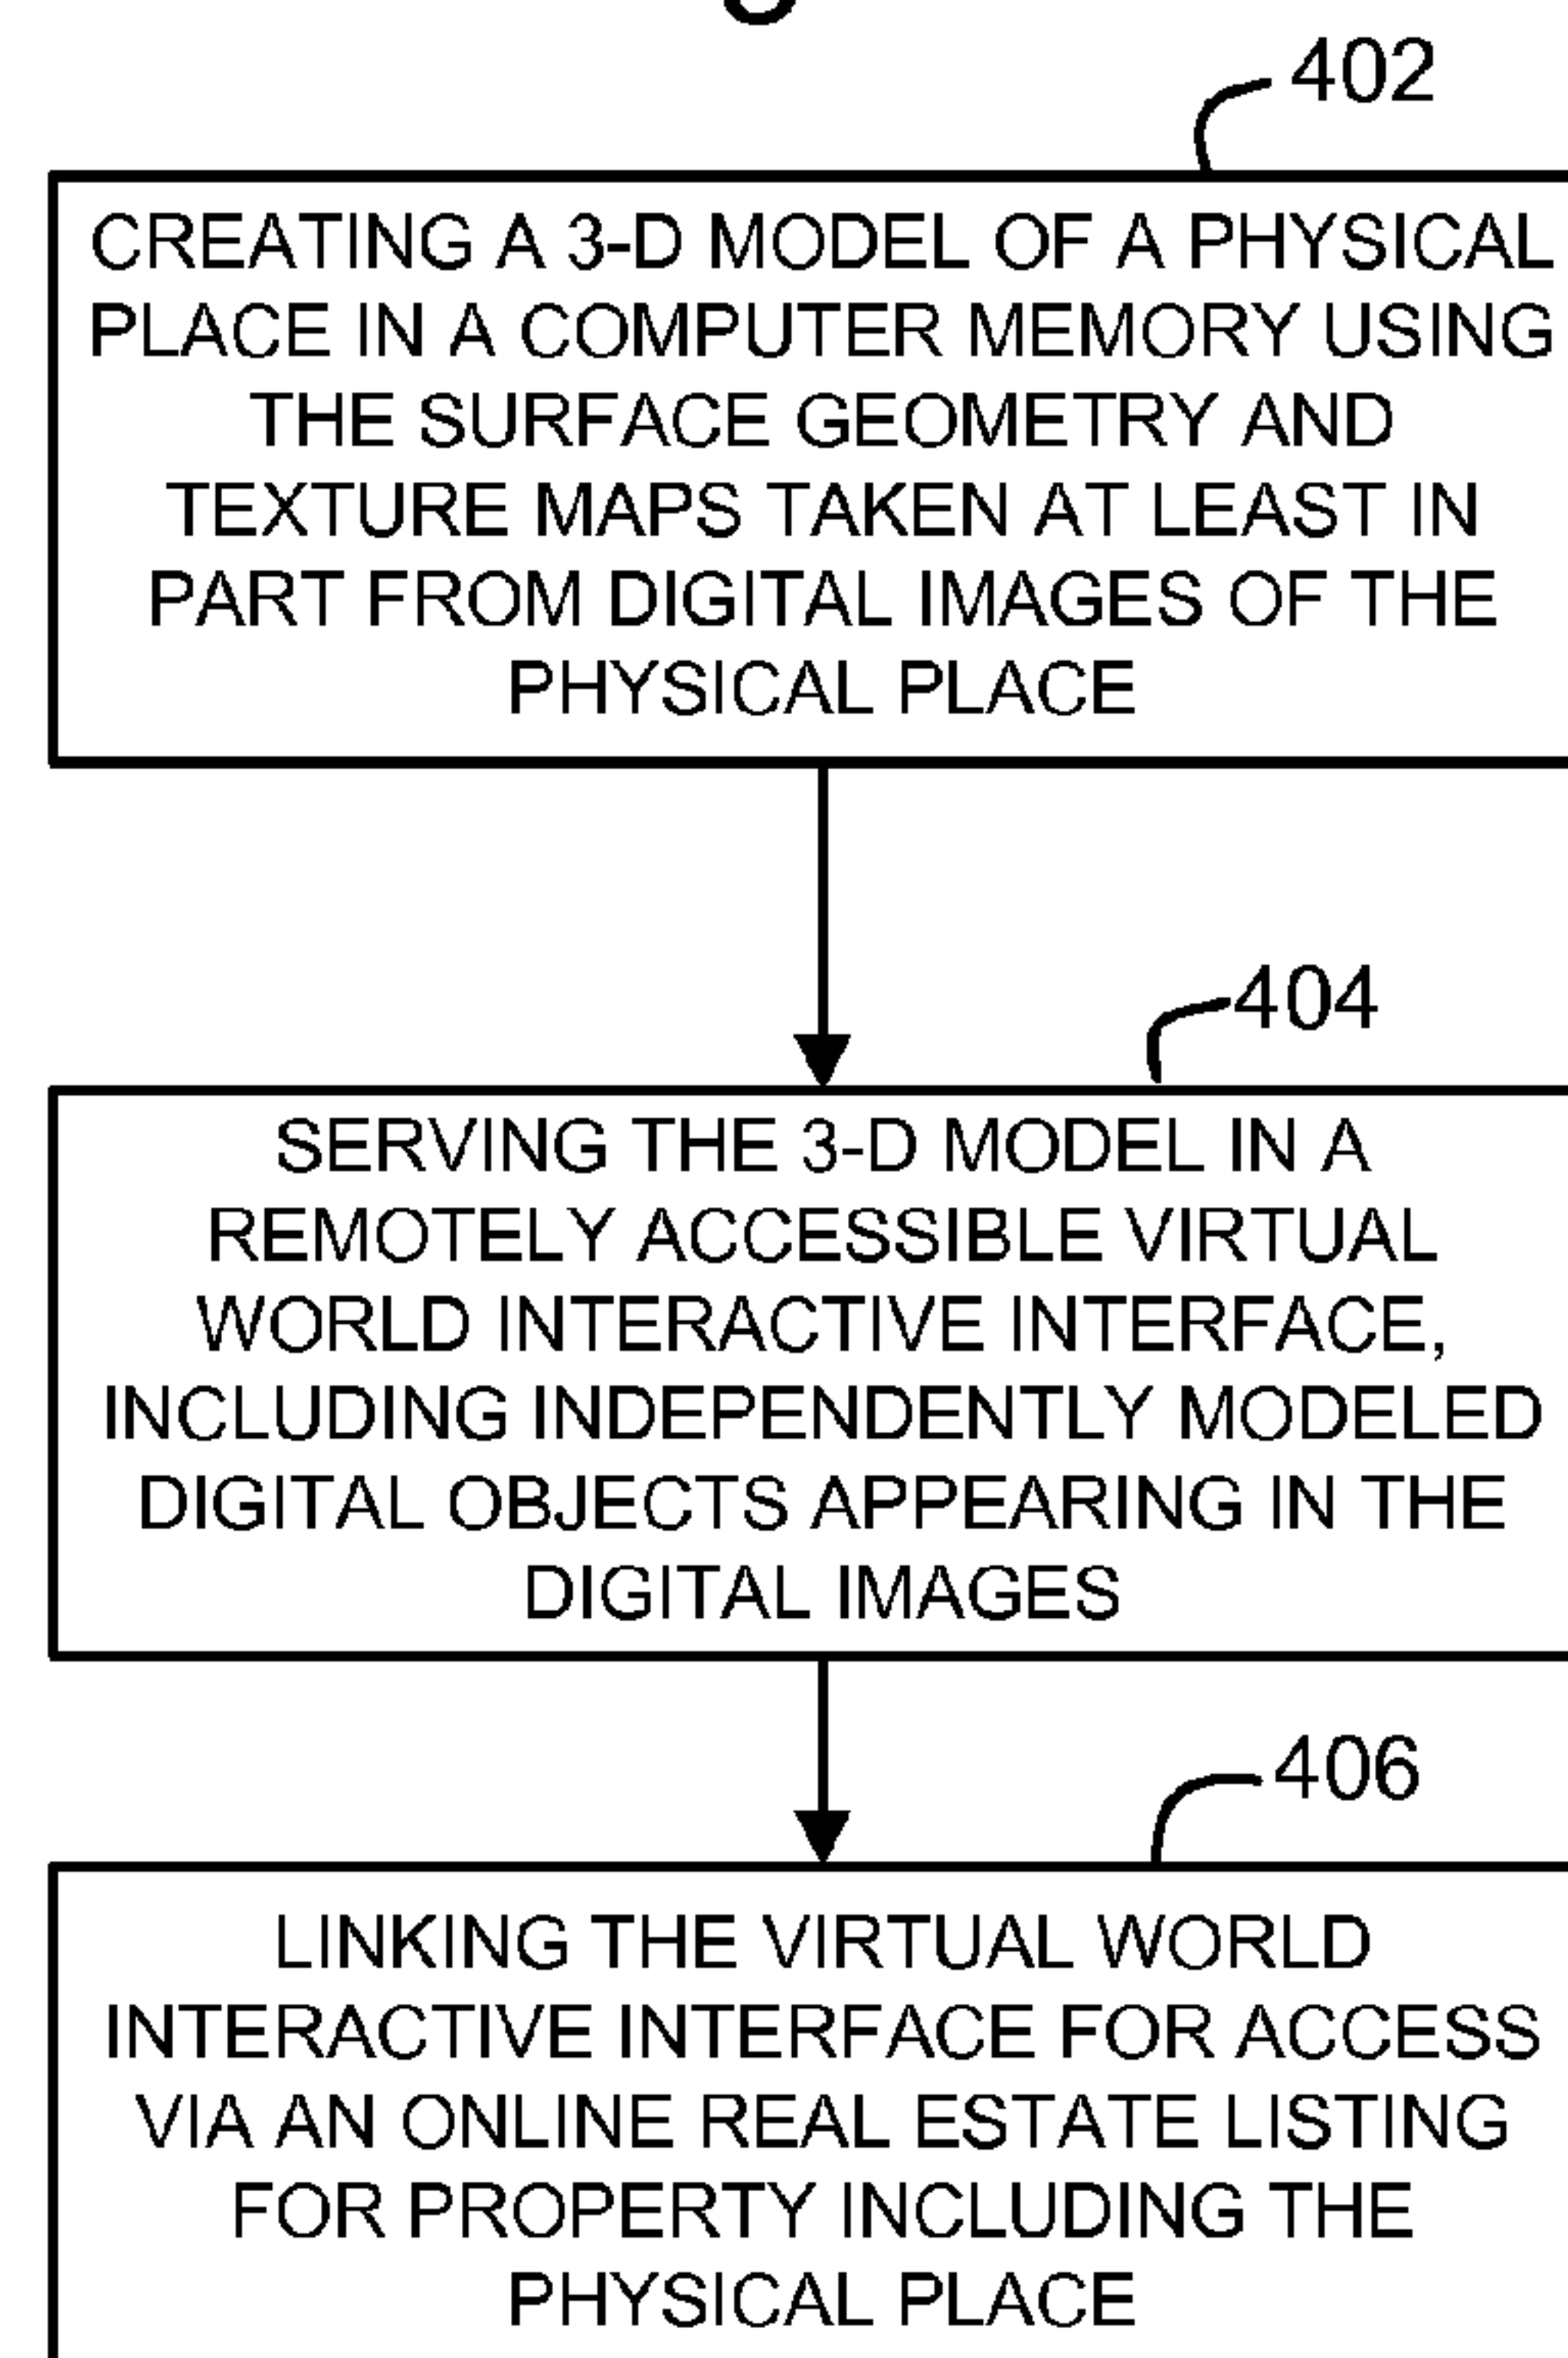 402
CREATING A 3-D MODEL OF A PHYSICAL
PLACE IN A COMPUTER MEMORY USING
THE SURFACE GEOMETRY AND
TEXTURE MAPS TAKEN AT LEAST IN
PART FROM DIGITAL IMAGES OF THE
PHYSICAL PLACE
404
SERVING THE 3-D MODEL IN A
REMOTELY ACCESSIBLE VIRTUAL
WORLD INTERACTIVE INTERFACE,
INCLUDING INDEPENDENTLY MODELED
DIGITAL OBJECTS APPEARING IN THE
DIGITAL IMAGES
406
LINKING THE VIRTUAL WORLD
INTERACTIVE INTERFACE FOR ACCESS
VIA AN ONLINE REAL ESTATE LISTING
FOR PROPERTY INCLUDING THE
PHYSICAL PLACE